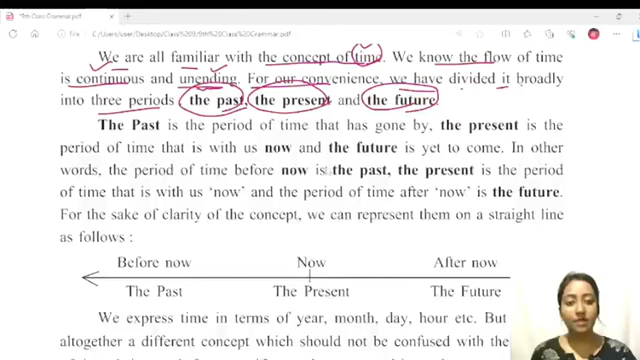 *9th Class Grammar.pdf
File | C:/Users/91983/Desktop/Class%209/9th%20Class%20Grammar.pdf
We are all familiar with the concept of time. We know the flow of time
is continuous and unending. For our convenience, we have divided it broadly
into three periods the past, the present and the future.
The Past is the period of time that has gone by, the present is the
period of time that is with us now and the future is yet to come. In other
words, the period of time before now is the past, the present is the period
of time that is with us 'now' and the period of time after 'now' is the future.
For the sake of clarity of the concept, we can represent them on a straight line
as follows :
Before now Now After now
The Past The Present The Future
We express time in terms of year, month, day, hour etc. But
altogether a different concept which should not be confused with the